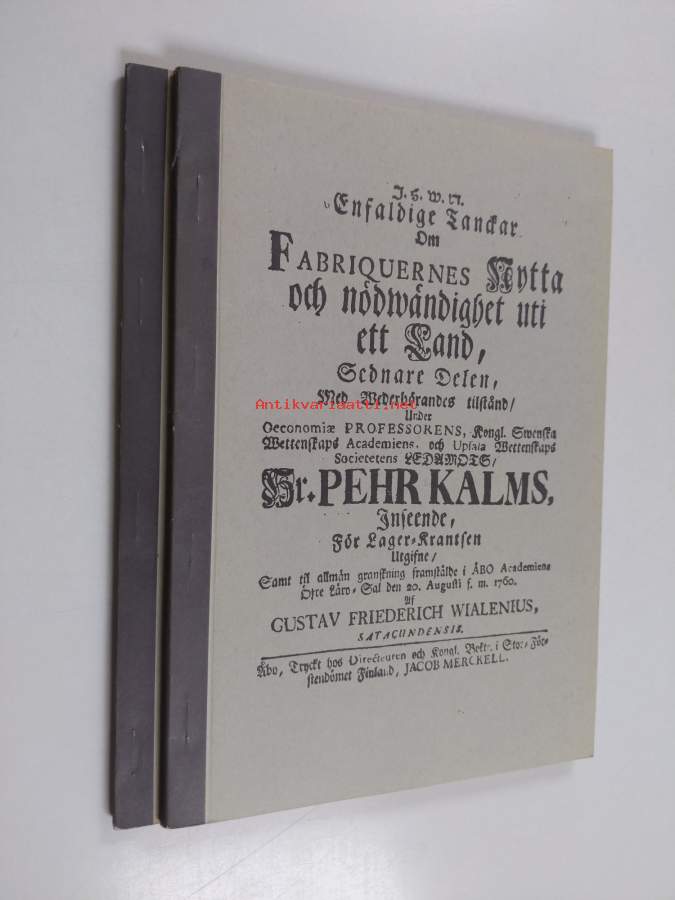 J. H. W. N.
Enfaldige Tanckar
Om
FABRIQUERNES Nytta
och nödwändighet uti
ett Land,
Sednare Delen,
Med Wederbörandes tilstånd/
Under
Oeconomiæ PROFESSORENS, Kongl. Swenska
Wettenskaps Academiens, och Upsala Wettenskaps
Societetens LEDAMOTS/
Hr. PEHR KALMS,
Inseende,
För Lager-Krantsen
Utgifne/
Samt til allmän granskning framstälde i ÅBO Academiens
Öfre Läro-Sal den 20. Augusti f. m. 1760.
Af
GUSTAV FRIEDERICH WIALENIUS,
SATACUNDENSIS.
Åbo, Tryckt hos Directeuren och Kongl. Boktr. i Stor-För-
stendömet Finland, JACOB MERCKELL.
Antikvariaatti.net